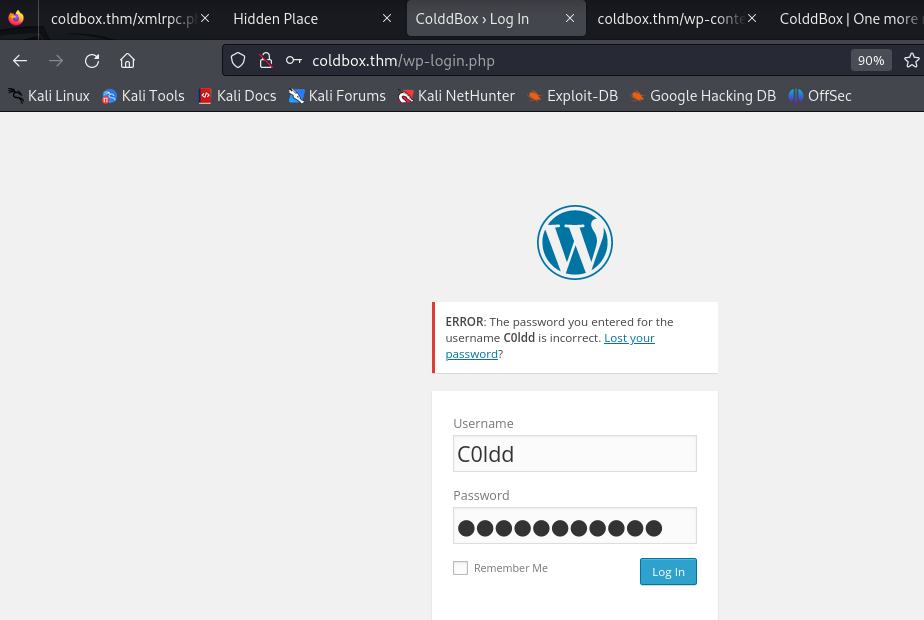 coldbox.thm/xmlrpc.p
Hidden Place
ColddBox › Log In
coldbox.thm/wp-conte
ColddBox | One more
coldbox.thm/wp-login.php
90%
Kali Linux
Kali Tools
Kali Docs
Kali Forums
Kali NetHunter
Exploit-DB
Google Hacking DB
OffSec
ERROR: The password you entered for the
username C0ldd is incorrect. Lost your
password?
Username
C0ldd
Password
Remember Me
Log In